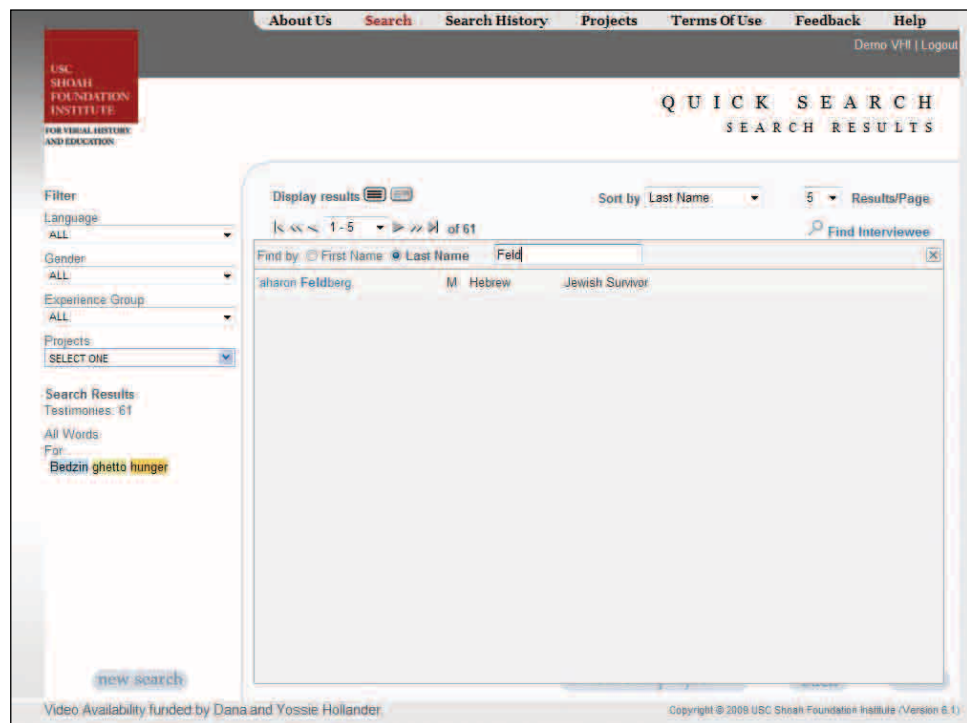 About Us Search Search History Projects Terms Of Use Feedback Help
Demo VHI | Logout
USC
SHOAH
FOUNDATION
INSTITUTE
FOR VISUAL HISTORY
AND EDUCATION
QUICK SEARCH
SEARCH RESULTS
Filter
Language
ALL
Gender
ALL
Experience Group
ALL
Projects
SELECT ONE
Search Results
Testimonies: 61
All Words
For
Bedzin ghetto hunger
new search
Display results Sort by Last Name 5 Results/Page
1 - 5 of 61 Find Interviewee
Find by First Name Last Name Feld
aharon Feldberg M Hebrew Jewish Survivor
Video Availability funded by Dana and Yossie Hollander
Copyright © 2009 USC Shoah Foundation Institute (Version 6.1)